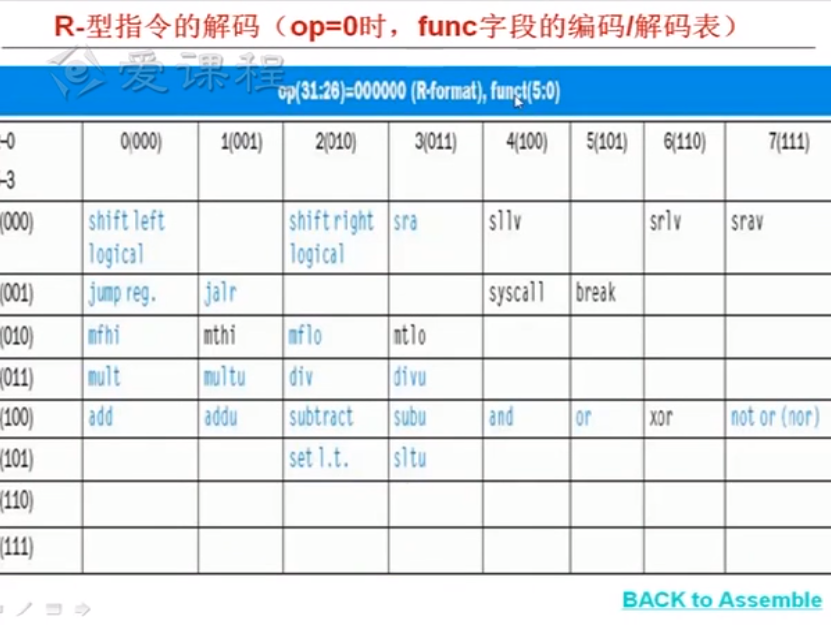 R-型指令的解码（op=0时，func字段的编码/解码表）
爱课程
op(31:26)=000000 (R-format), funct(5:0)
-0 0(000) 1(001) 2(010) 3(011) 4(100) 5(101) 6(110) 7(111)
-3
(000) shift left shift right sra sllv srlv srav
logical logical
(001) jump reg. jalr syscall break
(010) mfhi mthi mflo mtlo
(011) mult multu div divu
(100) add addu subtract subu and or xor not or (nor)
(101) set l.t. sltu
(110)
(111)
BACK to Assemble